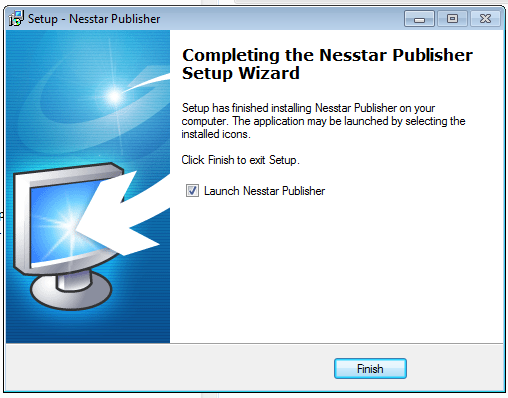 Setup - Nesstar Publisher
Completing the Nesstar Publisher
Setup Wizard
Setup has finished installing Nesstar Publisher on your
computer. The application may be launched by selecting the
installed icons.
Click Finish to exit Setup.
Launch Nesstar Publisher
Finish